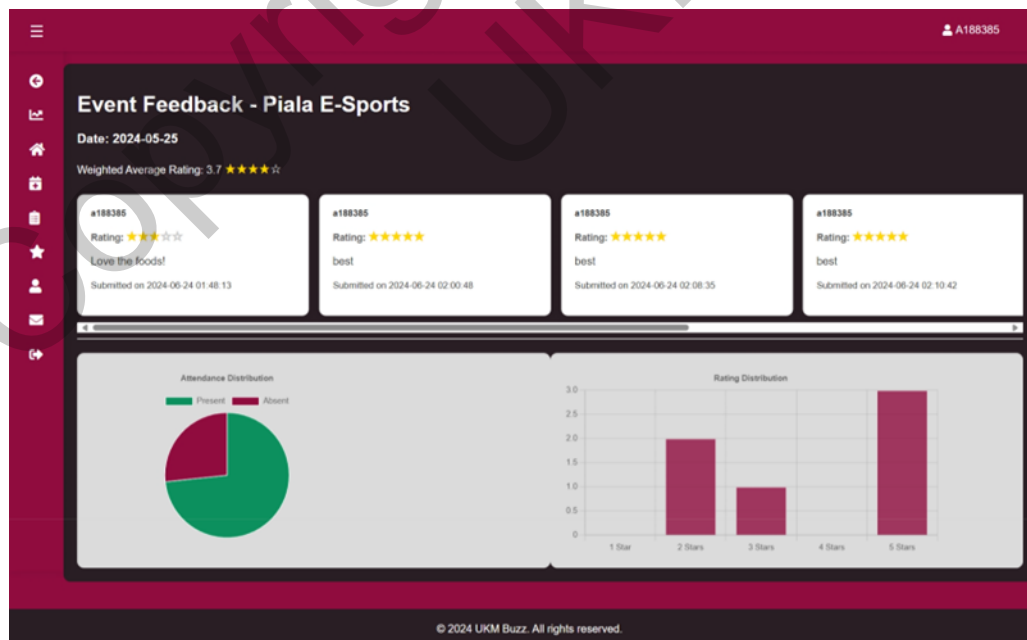 A188385
Event Feedback - Piala E-Sports
Date: 2024-05-25
Weighted Average Rating: 3.7 ★★★★☆
a188385
Rating: ★★★☆☆
Love the foods!
Submitted on 2024-06-24 01:48:13
a188385
Rating: ★★★★★
best
Submitted on 2024-06-24 02:00:48
a188385
Rating: ★★★★★
best
Submitted on 2024-06-24 02:08:35
a188385
Rating: ★★★★★
best
Submitted on 2024-06-24 02:10:42
Attendance Distribution
Present Absent
Rating Distribution
3.0
2.5
2.0
1.5
1.0
0.5
0
1 Star 2 Stars 3 Stars 4 Stars 5 Stars
© 2024 UKM Buzz. All rights reserved.
Copyrig
UK